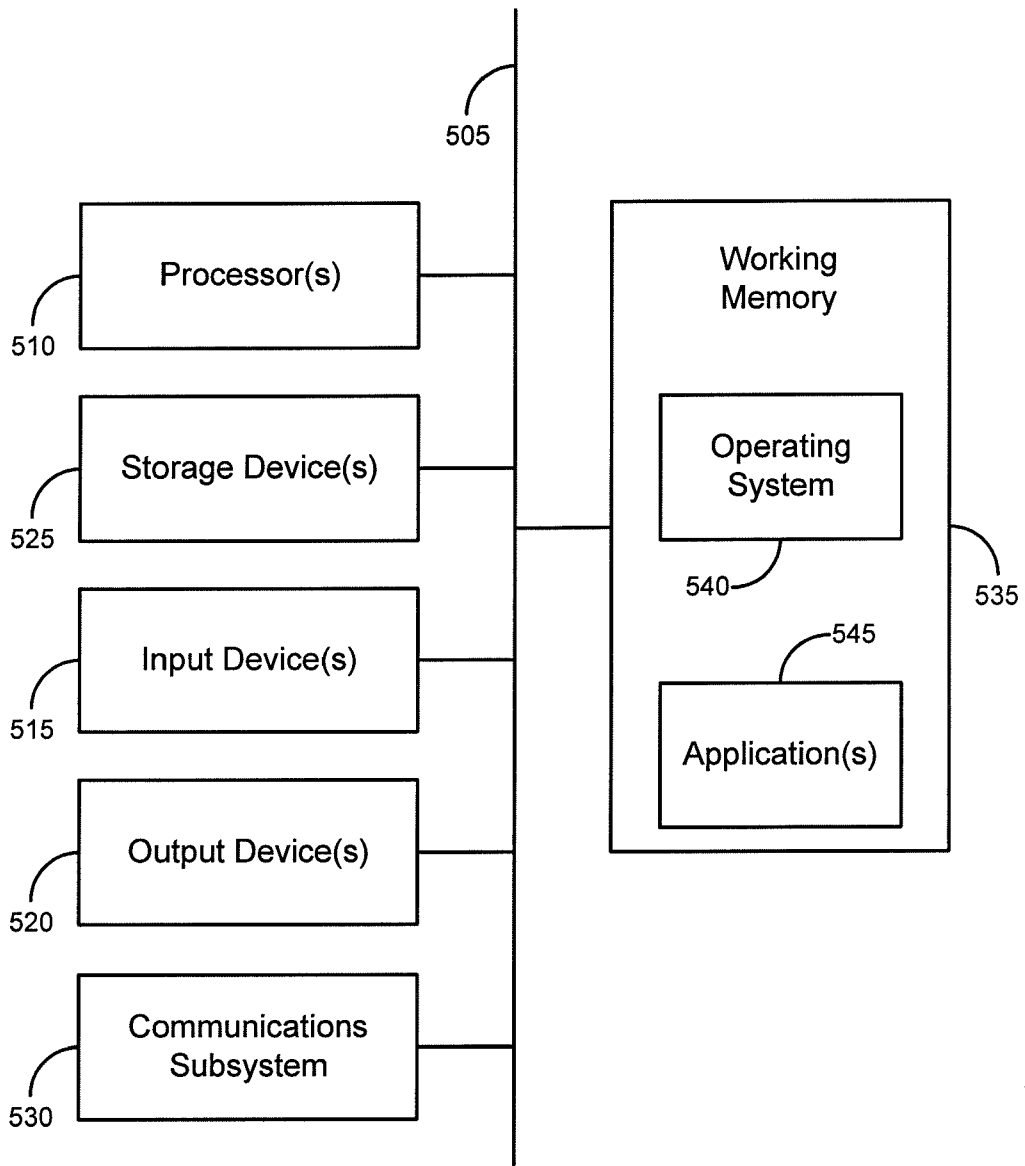 505
Processor(s)
510
Storage Device(s)
525
Input Device(s)
515
Output Device(s)
520
Communications
Subsystem
530
Working
Memory
Operating
System
540
535
545
Application(s)